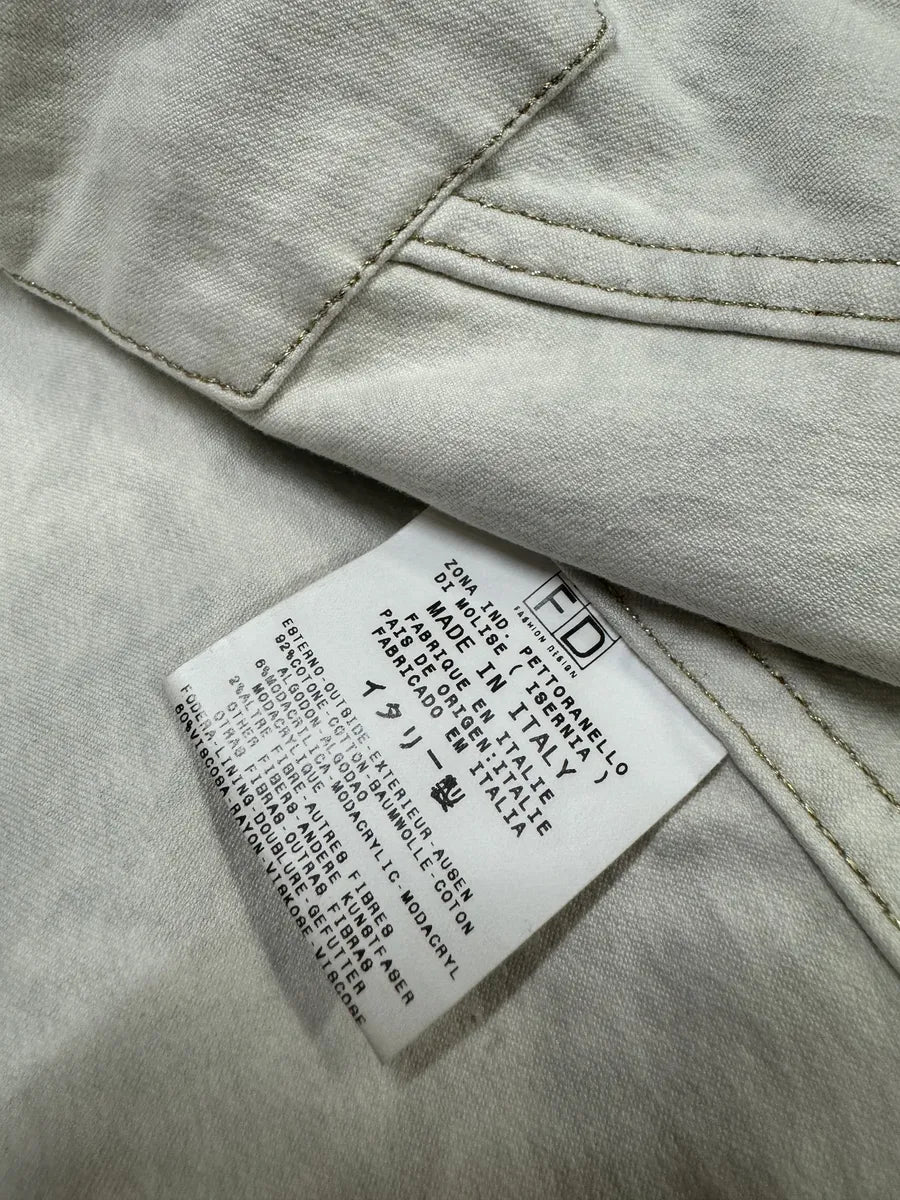 FD
FASHION DESIGN
ZONA IND. PETTORANELLO
DI MOLISE ( ISERNIA )
MADE IN ITALY
FABRIQUE EN ITALIE
PAIS DE ORIGEN:ITALIE
FABRICADO EM ITALIA
イタリー製
ESTERNO-OUTSIDE-EXTERIEUR-AUSEN
92%COTONE-COTTON-BAUMWOLLE-COTON
ALGODON-ALGODAO
6%MODACRILICA-MODACRYLIC-MODACRYL
MODACRYLIQUE
2%ALTRE FIBRE-AUTRES FIBRES
OTHER FIBERS-ANDERE KUNSTFASER
OTRAS FIBRAS-OUTRAS FIBRAS
FODERA-LINING-DOUBLURE GEFUTTER
60%VISCOSA RAYON-VISKOSE-VISCOSE